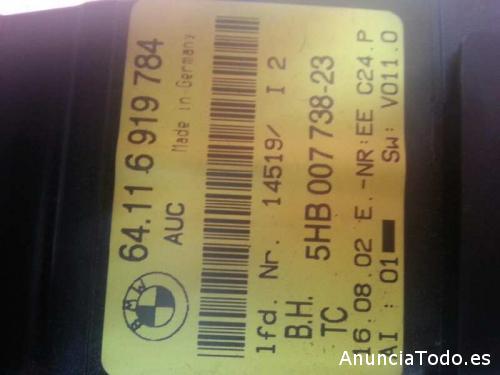 BMW
64.11 6 919 784
AUC
Made in Germany
lfd. Nr. 14519/ I 2
B.H. 5HB 007 738-23
TC
16.08.02 E.-NR:EE C24.P
AI: 01 SW: V011.0
AnunciaTodo.es